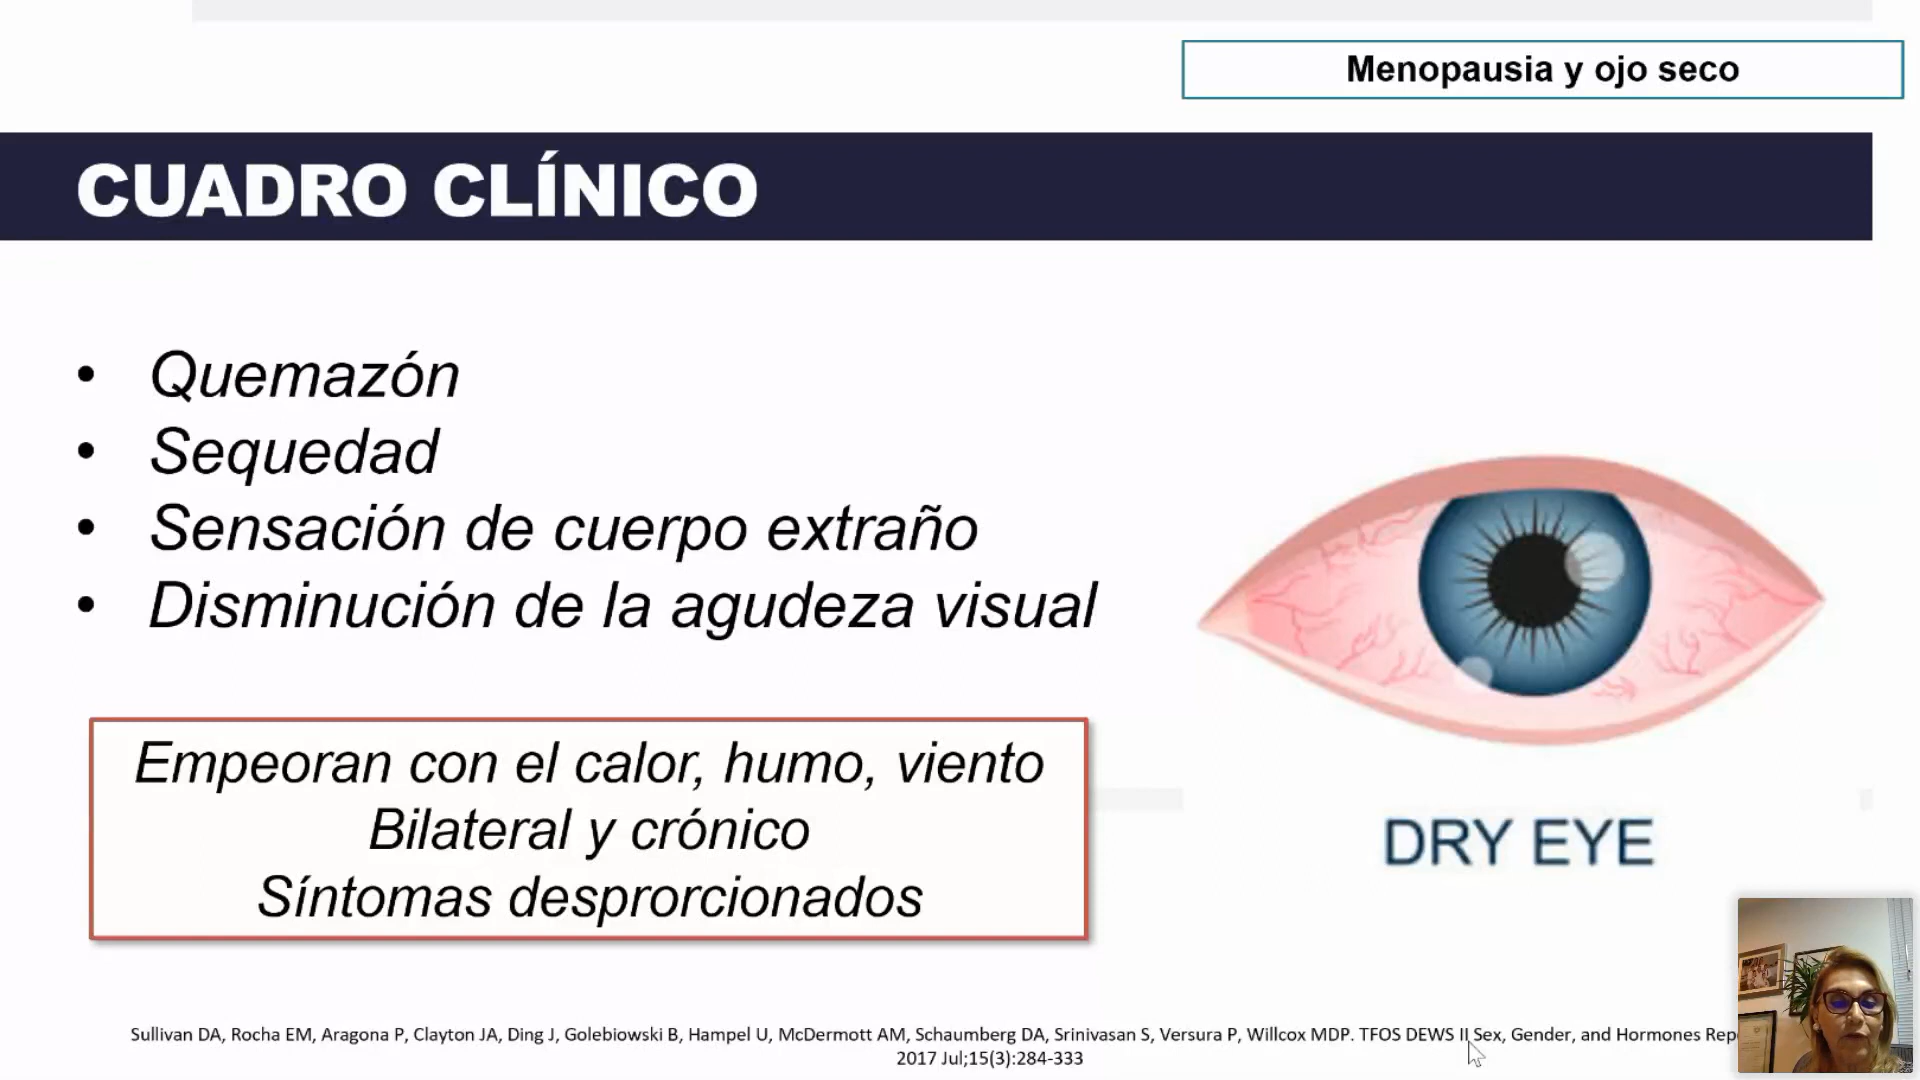 Menopausia y ojo seco
CUADRO CLÍNICO
• Quemazón
• Sequedad
• Sensación de cuerpo extraño
• Disminución de la agudeza visual
Empeoran con el calor, humo, viento
Bilateral y crónico
Síntomas desprorcionados
DRY EYE
Sullivan DA, Rocha EM, Aragona P, Clayton JA, Ding J, Golebiowski B, Hampel U, McDermott AM, Schaumberg DA, Srinivasan S, Versura P, Willcox MDP. TFOS DEWS II Sex, Gender, and Hormones
2017 Jul;15(3):284-333